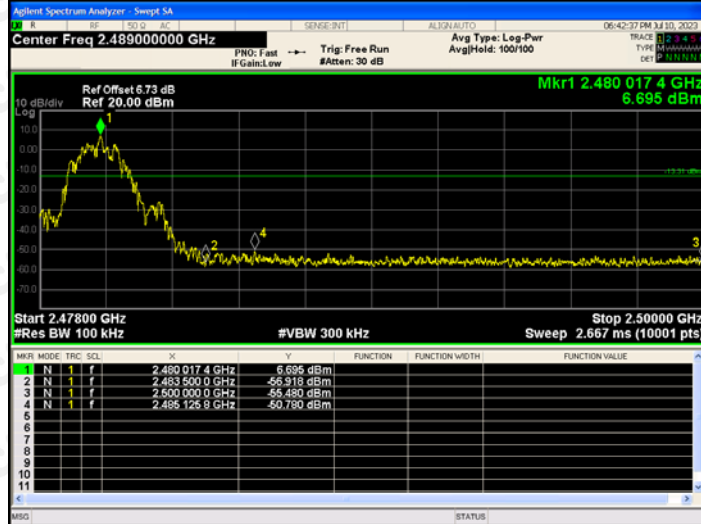 Agilent Spectrum Analyzer - Swept SA
R RF 50 Ω AC SENSE:INT ALIGNAUTO 06:42:37 PM Jul 10, 2023
Center Freq 2.489000000 GHz
PNO: Fast
IFGain:Low
Trig: Free Run
#Atten: 30 dB
Avg Type: Log-Pwr
Avg|Hold: 100/100
TRACE 1 2 3 4 5
TYPE M
DET P N N N N
Mkr1 2.480 017 4 GHz
6.695 dBm
Ref Offset 6.73 dB
Ref 20.00 dBm
10 dB/div
Log
10.0
0.00
-10.0
-20.0
-30.0
-40.0
-50.0
-60.0
-70.0
1
2
4
3
-13.31 dBm
Start 2.47800 GHz Stop 2.50000 GHz
#Res BW 100 kHz #VBW 300 kHz Sweep 2.667 ms (10001 pts)
MKR MODE TRC SCL X Y FUNCTION FUNCTION WIDTH FUNCTION VALUE
1 N 1 f 2.480 017 4 GHz 6.695 dBm
2 N 1 f 2.483 500 0 GHz -56.918 dBm
3 N 1 f 2.500 000 0 GHz -55.480 dBm
4 N 1 f 2.485 125 8 GHz -50.780 dBm
5
6
7
8
9
10
11
MSG STATUS